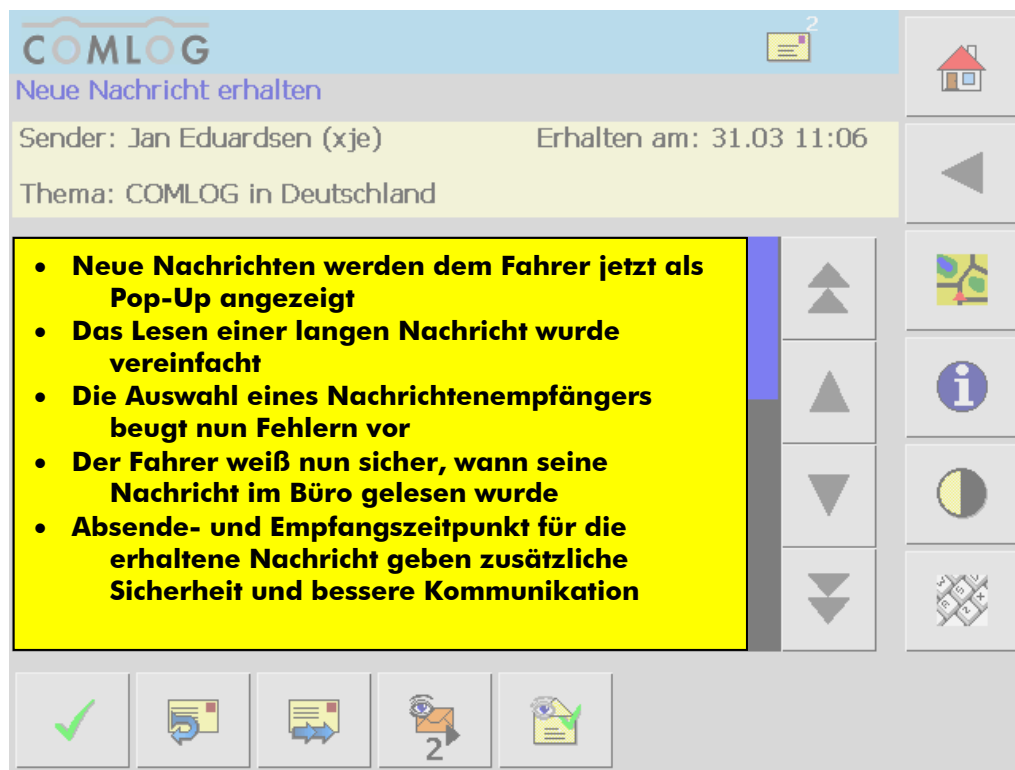 COMLOG
2
Neue Nachricht erhalten
Sender: Jan Eduardsen (xje) Erhalten am: 31.03 11:06
Thema: COMLOG in Deutschland
• Neue Nachrichten werden dem Fahrer jetzt als
Pop-Up angezeigt
• Das Lesen einer langen Nachricht wurde
vereinfacht
• Die Auswahl eines Nachrichtenempfängers
beugt nun Fehlern vor
• Der Fahrer weiß nun sicher, wann seine
Nachricht im Büro gelesen wurde
• Absende- und Empfangszeitpunkt für die
erhaltene Nachricht geben zusätzliche
Sicherheit und bessere Kommunikation
2